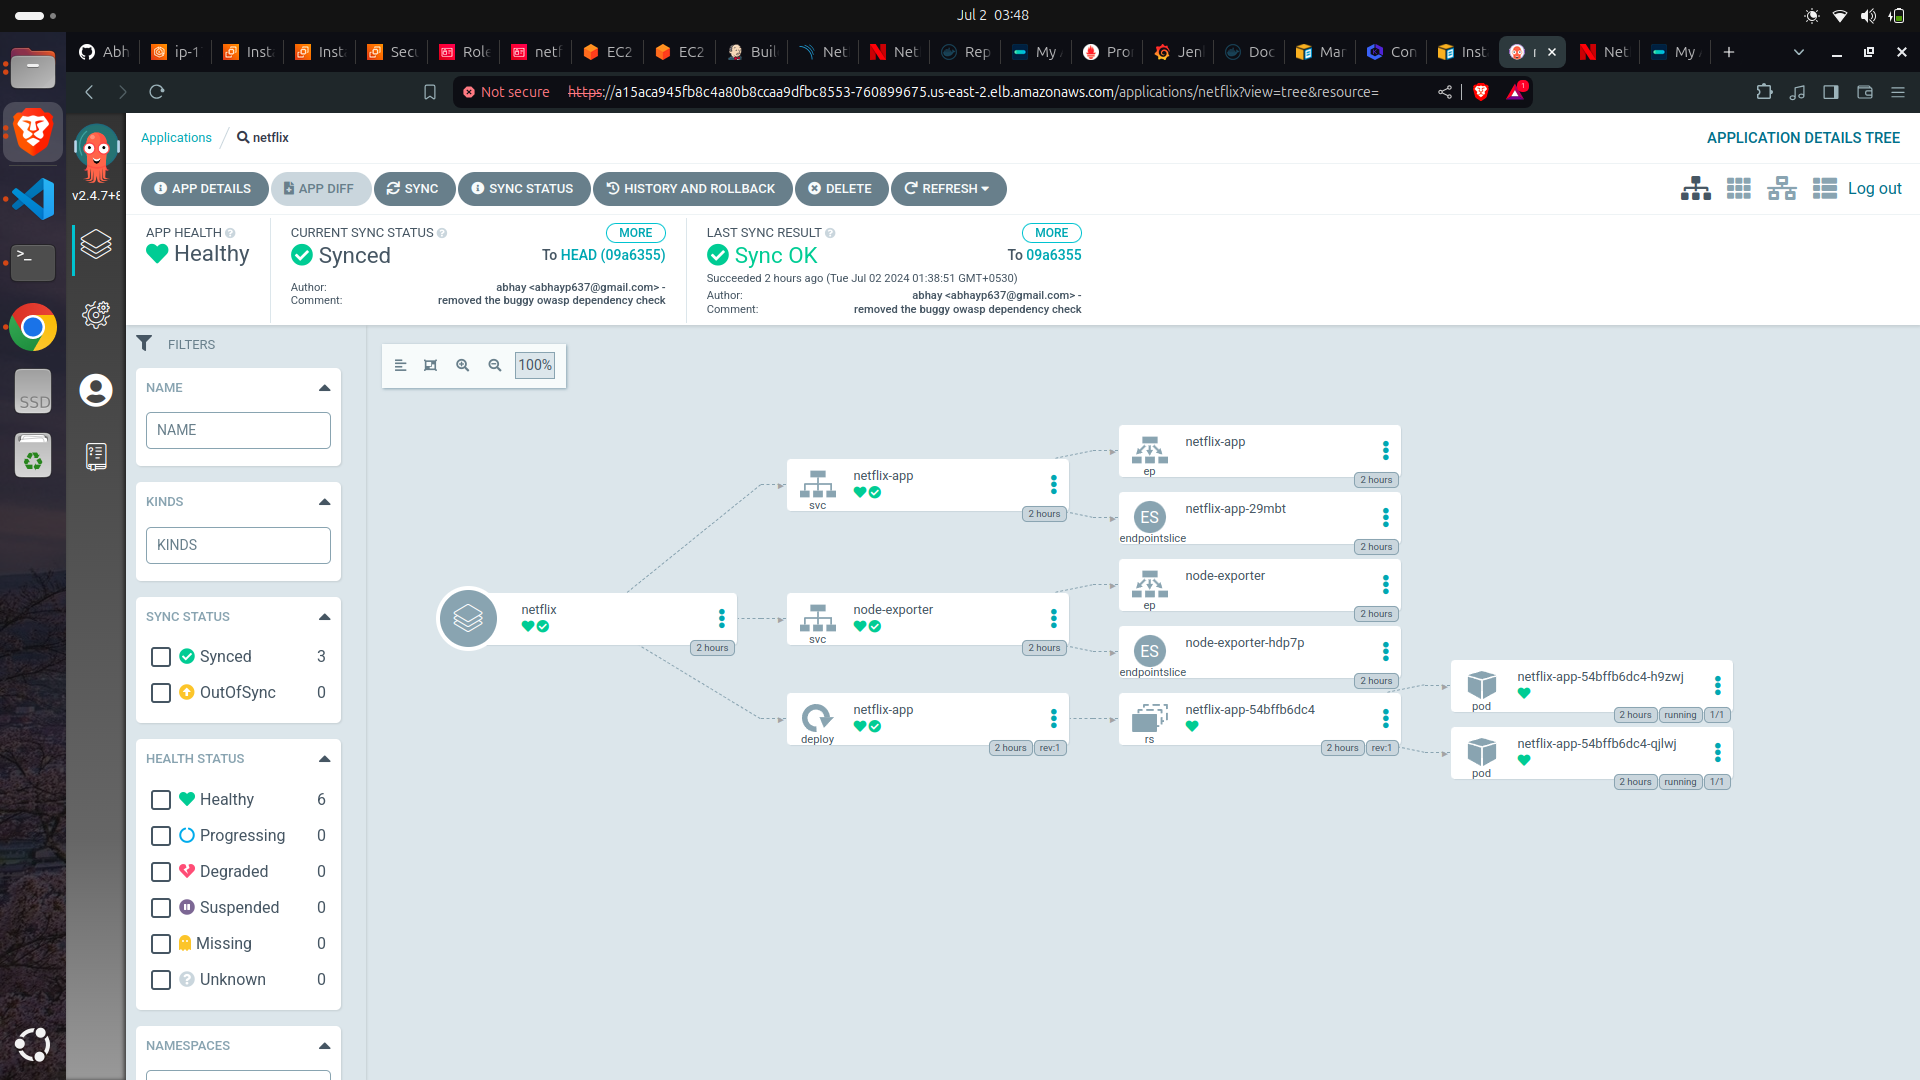 Jul 2 03:48
Abh
ip-1
Inst
Inst
Secu
Role
netf
EC2
EC2
Buil
Net
Net
Rep
My
Pro
Jen
Doc
Mar
Con
Inst
Net
My
Not secure
https://a15aca945fb8c4a80b8ccaa9dfbc8553-760899675.us-east-2.elb.amazonaws.com/applications/netflix?view=tree&resource=
1
SSD
v2.4.7+8
Applications / netflix
APPLICATION DETAILS TREE
APP DETAILS
APP DIFF
SYNC
SYNC STATUS
HISTORY AND ROLLBACK
DELETE
REFRESH
Log out
APP HEALTH
Healthy
CURRENT SYNC STATUS
MORE
Synced
To HEAD (09a6355)
Author: abhay <abhayp637@gmail.com> -
Comment: removed the buggy owasp dependency check
LAST SYNC RESULT
MORE
Sync OK
To 09a6355
Succeeded 2 hours ago (Tue Jul 02 2024 01:38:51 GMT+0530)
Author: abhay <abhayp637@gmail.com> -
Comment: removed the buggy owasp dependency check
FILTERS
NAME
NAME
KINDS
KINDS
SYNC STATUS
Synced 3
OutOfSync 0
HEALTH STATUS
Healthy 6
Progressing 0
Degraded 0
Suspended 0
Missing 0
Unknown 0
NAMESPACES
100%
netflix
2 hours
netflix-app
svc
2 hours
node-exporter
svc
2 hours
netflix-app
deploy
2 hours
rev:1
netflix-app
ep
2 hours
ES
netflix-app-29mbt
endpointslice
2 hours
node-exporter
ep
2 hours
ES
node-exporter-hdp7p
endpointslice
2 hours
netflix-app-54bffb6dc4
rs
2 hours
rev:1
netflix-app-54bffb6dc4-h9zwj
pod
2 hours
running
1/1
netflix-app-54bffb6dc4-qjlwj
pod
2 hours
running
1/1